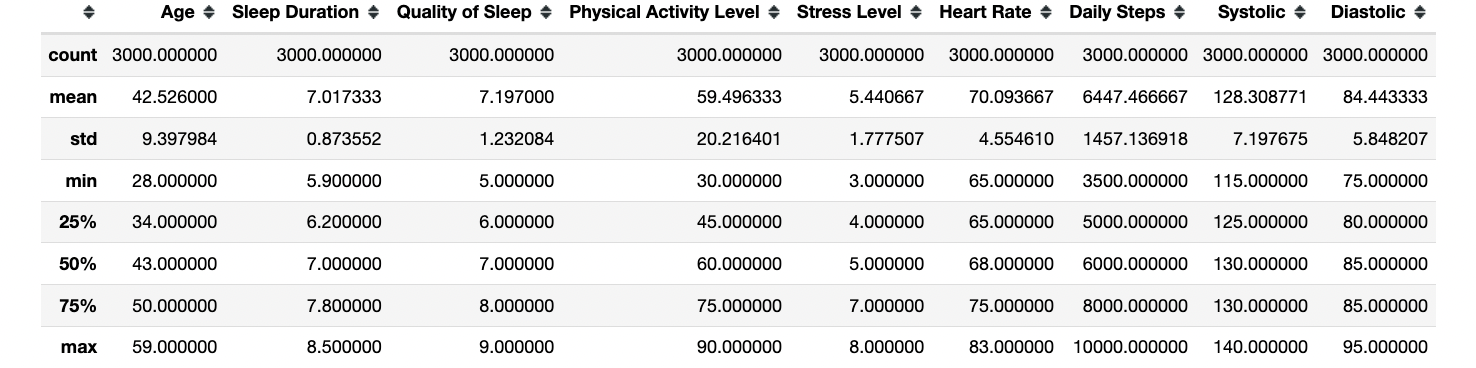 Age Sleep Duration Quality of Sleep Physical Activity Level Stress Level Heart Rate Daily Steps Systolic Diastolic
count 3000.000000 3000.000000 3000.000000 3000.000000 3000.000000 3000.000000 3000.000000 3000.000000 3000.000000
mean 42.526000 7.017333 7.197000 59.496333 5.440667 70.093667 6447.466667 128.308771 84.443333
std 9.397984 0.873552 1.232084 20.216401 1.777507 4.554610 1457.136918 7.197675 5.848207
min 28.000000 5.900000 5.000000 30.000000 3.000000 65.000000 3500.000000 115.000000 75.000000
25% 34.000000 6.200000 6.000000 45.000000 4.000000 65.000000 5000.000000 125.000000 80.000000
50% 43.000000 7.000000 7.000000 60.000000 5.000000 68.000000 6000.000000 130.000000 85.000000
75% 50.000000 7.800000 8.000000 75.000000 7.000000 75.000000 8000.000000 130.000000 85.000000
max 59.000000 8.500000 9.000000 90.000000 8.000000 83.000000 10000.000000 140.000000 95.000000